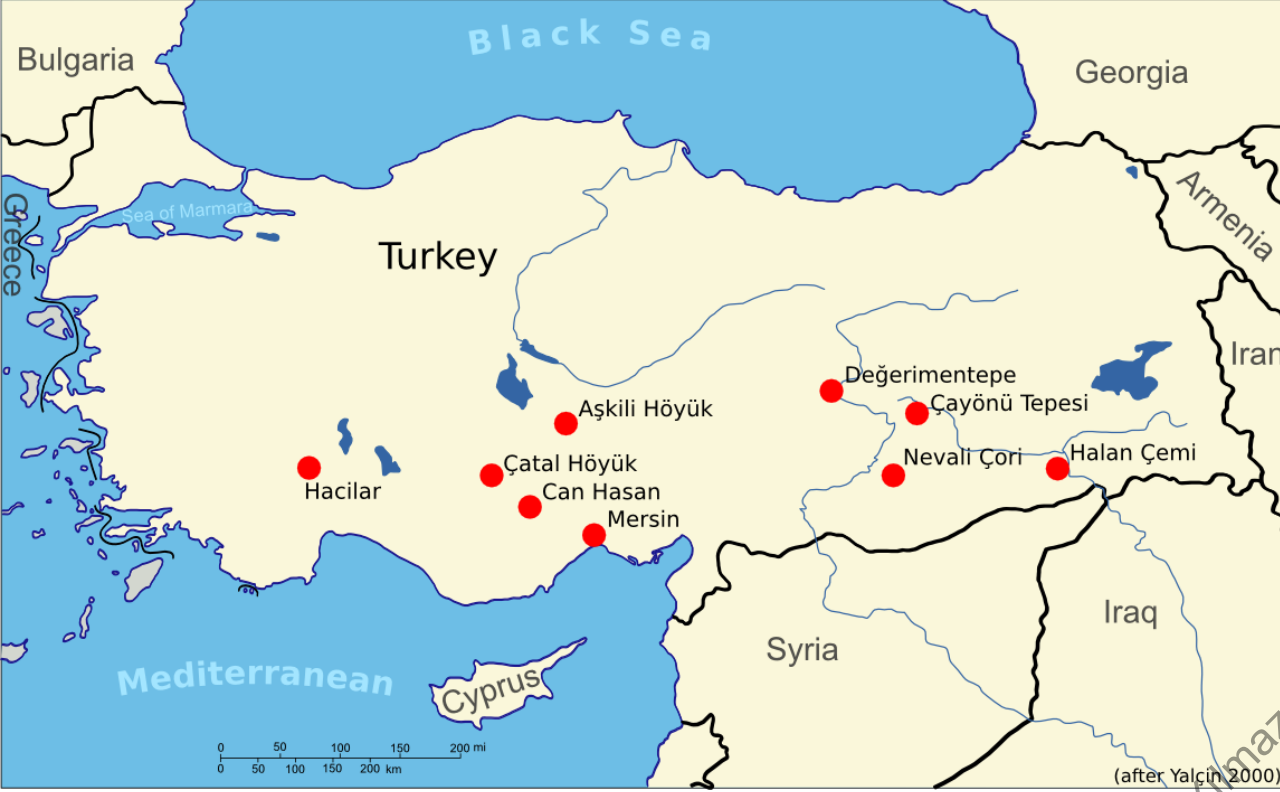 Black Sea
Bulgaria
Georgia
Greece
Sea of Marmara
Armenia
Turkey
Iran
Değerimentepe
Çayönü Tepesi
Aşkili Höyük
Nevali Çori
Halan Çemi
Hacilar
Çatal Höyük
Can Hasan
Mersin
Syria
Iraq
Mediterranean
Cyprus
0 50 100 150 200 mi
0 50 100 150 200 km
(after Yalçin 2000)